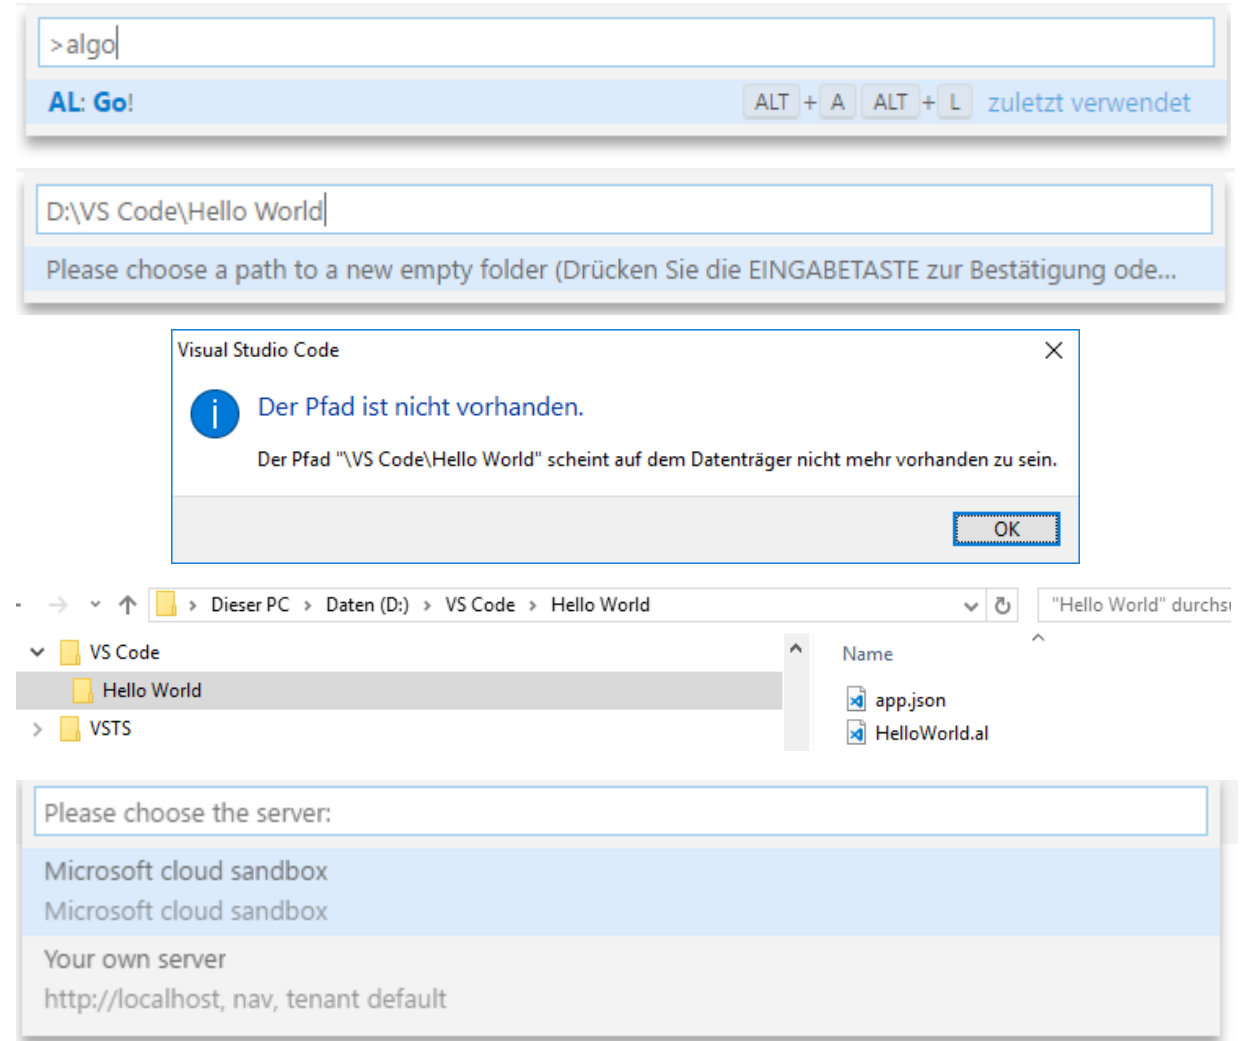 >algo
AL: Go! ALT + A ALT + L zuletzt verwendet
D:\VS Code\Hello World
Please choose a path to a new empty folder (Drücken Sie die EINGABETASTE zur Bestätigung ode...
Visual Studio Code
Der Pfad ist nicht vorhanden.
Der Pfad "\VS Code\Hello World" scheint auf dem Datenträger nicht mehr vorhanden zu sein.
OK
Dieser PC > Daten (D:) > VS Code > Hello World "Hello World" durchsu
VS Code
Name
Hello World
app.json
VSTS
HelloWorld.al
Please choose the server:
Microsoft cloud sandbox
Microsoft cloud sandbox
Your own server
http://localhost, nav, tenant default